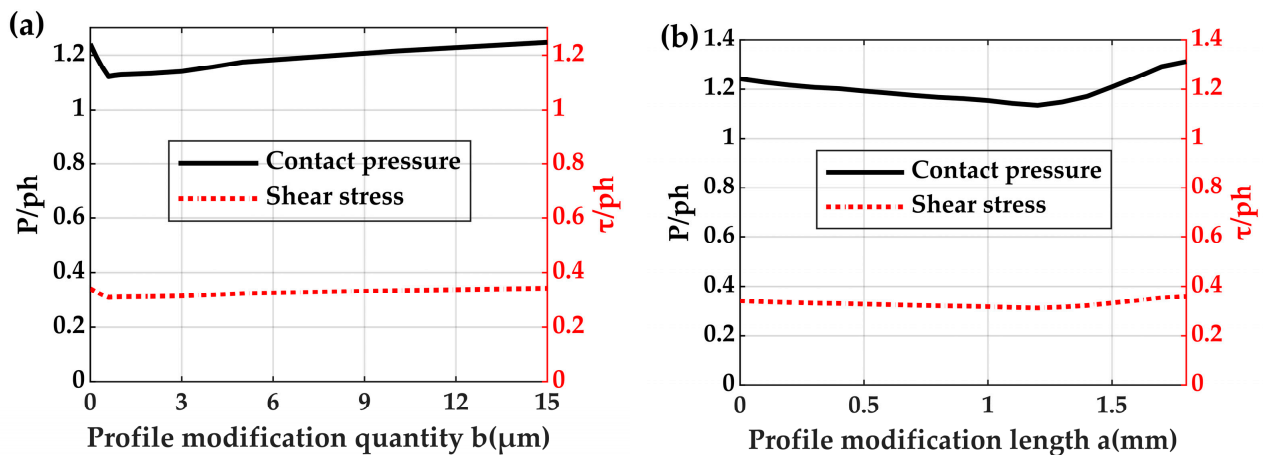 (a)
1.2
1
0.8
0.6
0.4
0.2
0
P/ph
Contact pressure
Shear stress
1.2
1
0.8
0.6
0.4
0.2
0
τ/ph
0 3 6 9 12 15
Profile modification quantity b(μm)
(b)
1.4
1.2
1
0.8
0.6
0.4
0.2
0
P/ph
Contact pressure
Shear stress
1.4
1.2
1
0.8
0.6
0.4
0.2
0
τ/ph
0 0.5 1 1.5
Profile modification length a(mm)